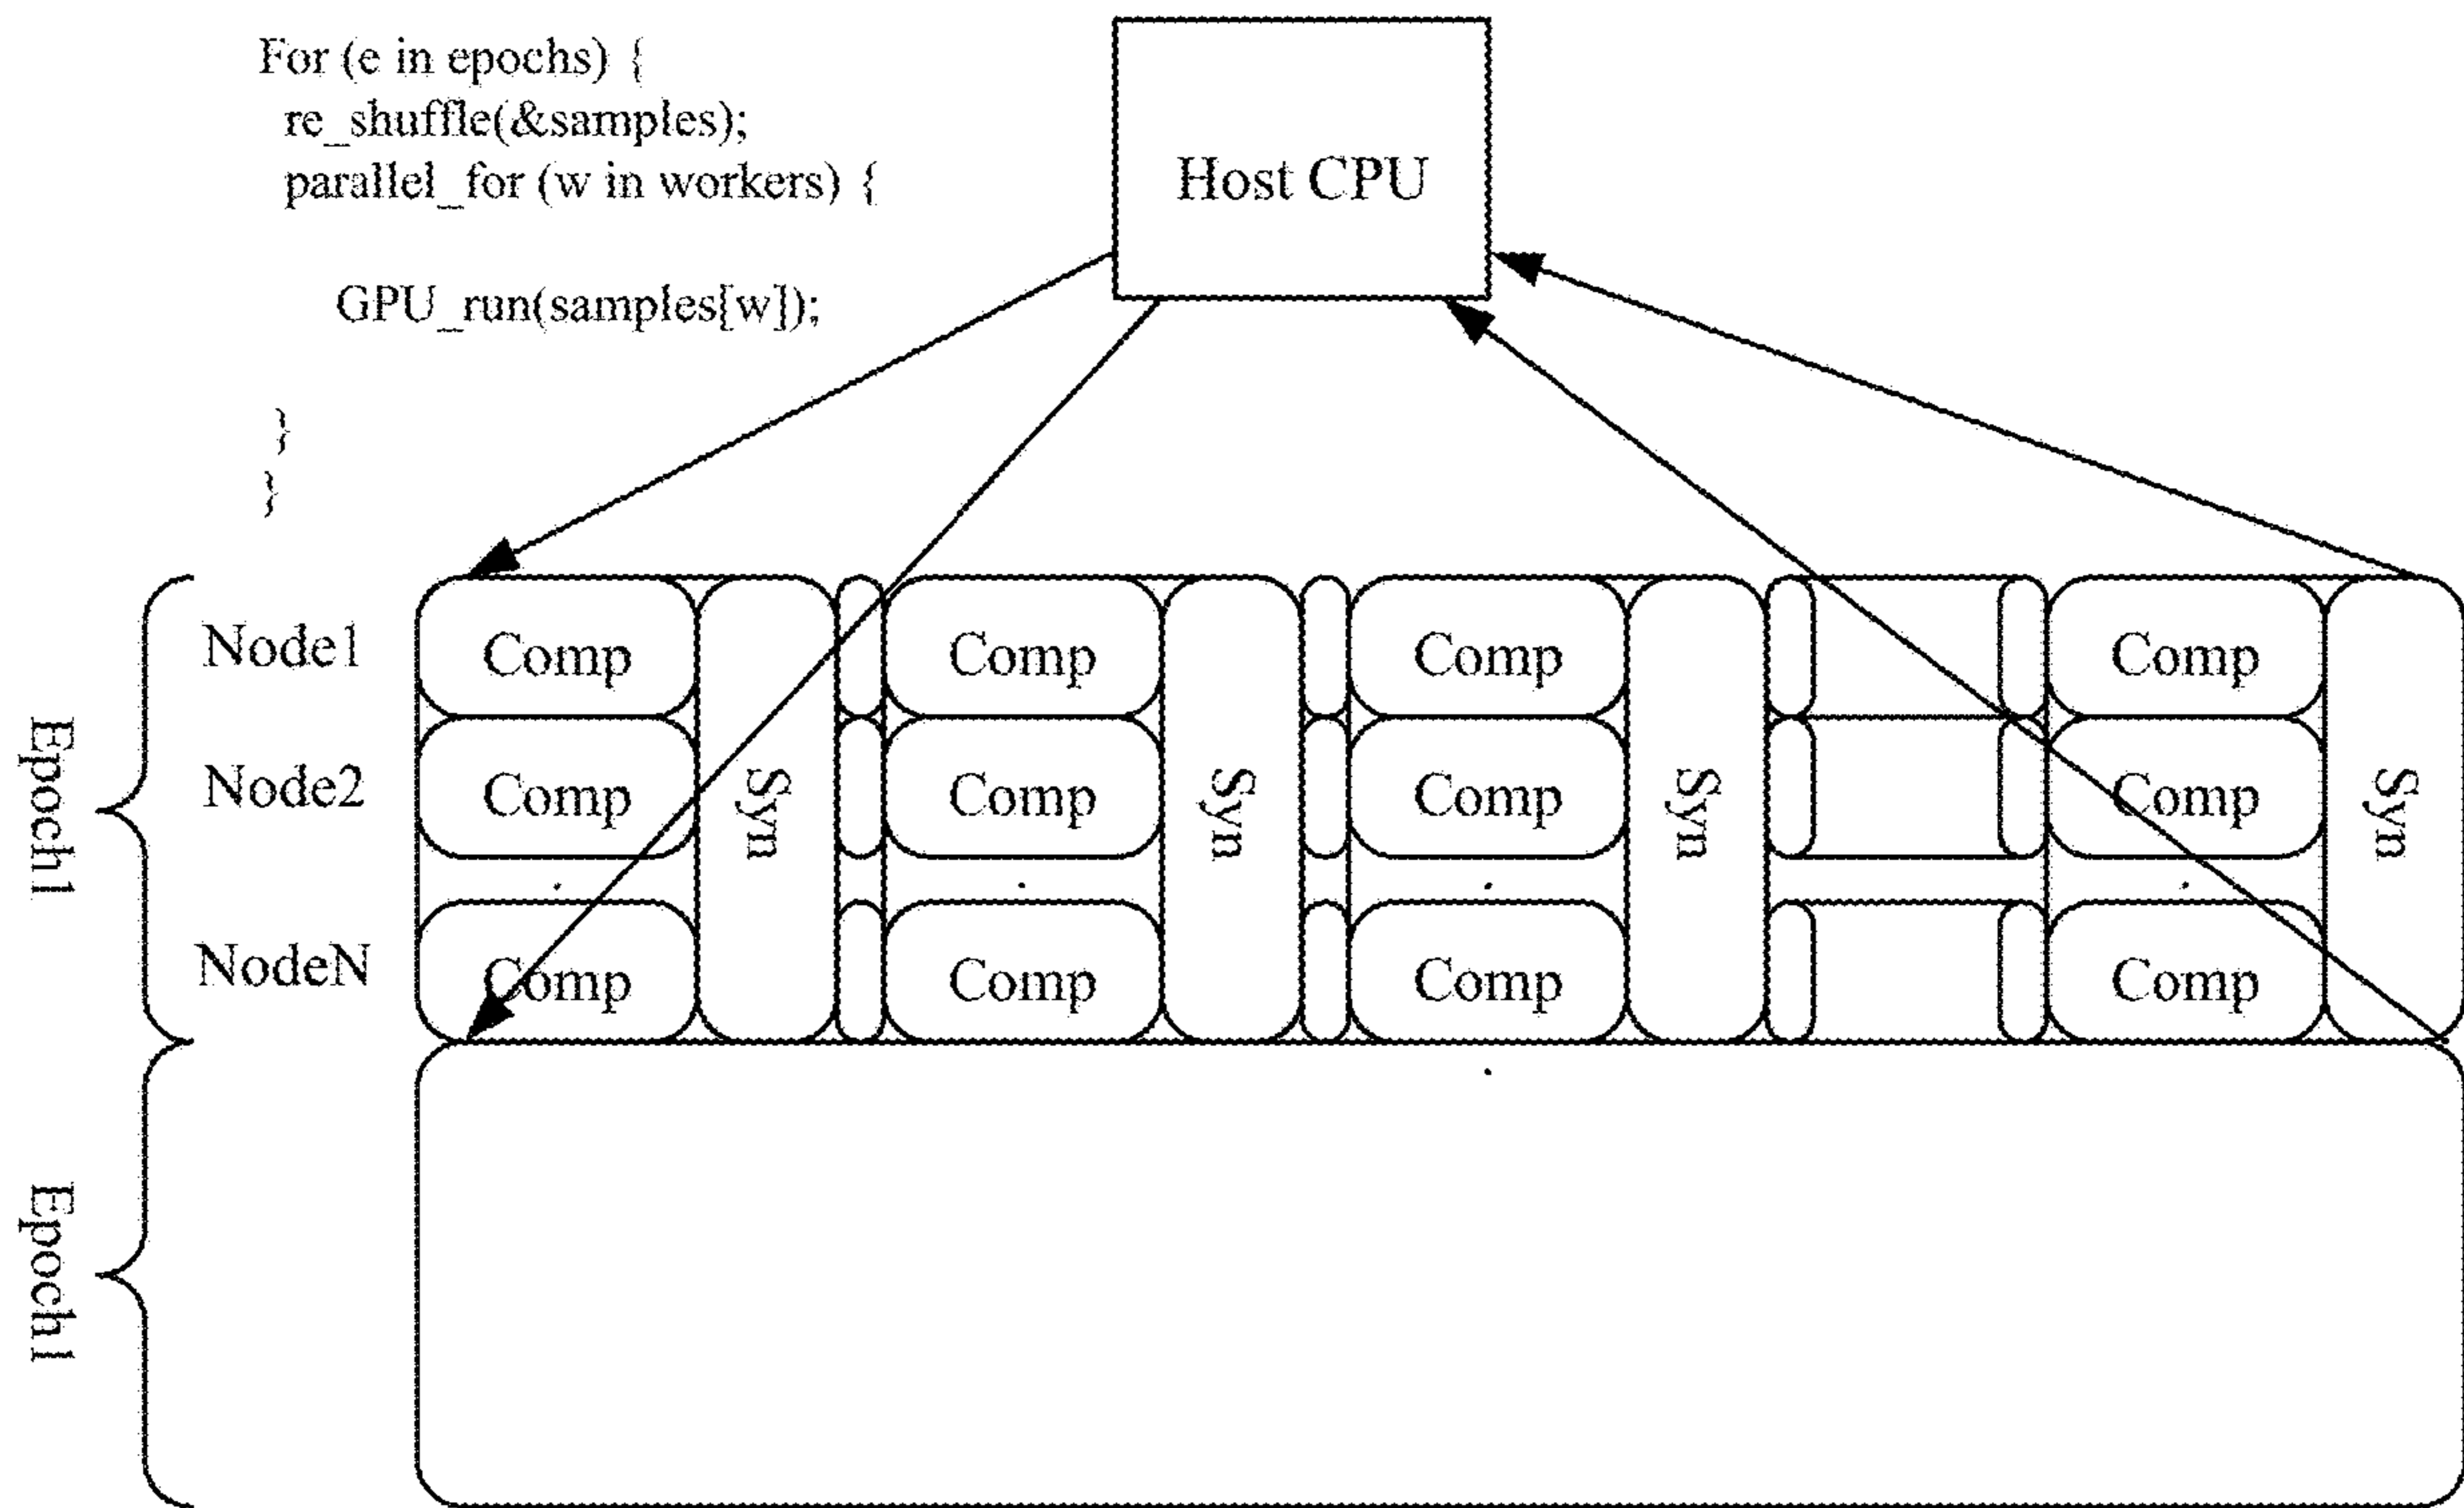 For (e in epochs) {
re_shuffle(&samples);
parallel_for (w in workers) {
GPU_run(samples[w]);
}
}
Host CPU
Epoch1
Node1
Comp
Comp
Comp
Comp
Node2
Comp
Comp
Comp
Comp
NodeN
Comp
Comp
Comp
Comp
Syn
Syn
Syn
Syn
Epoch1